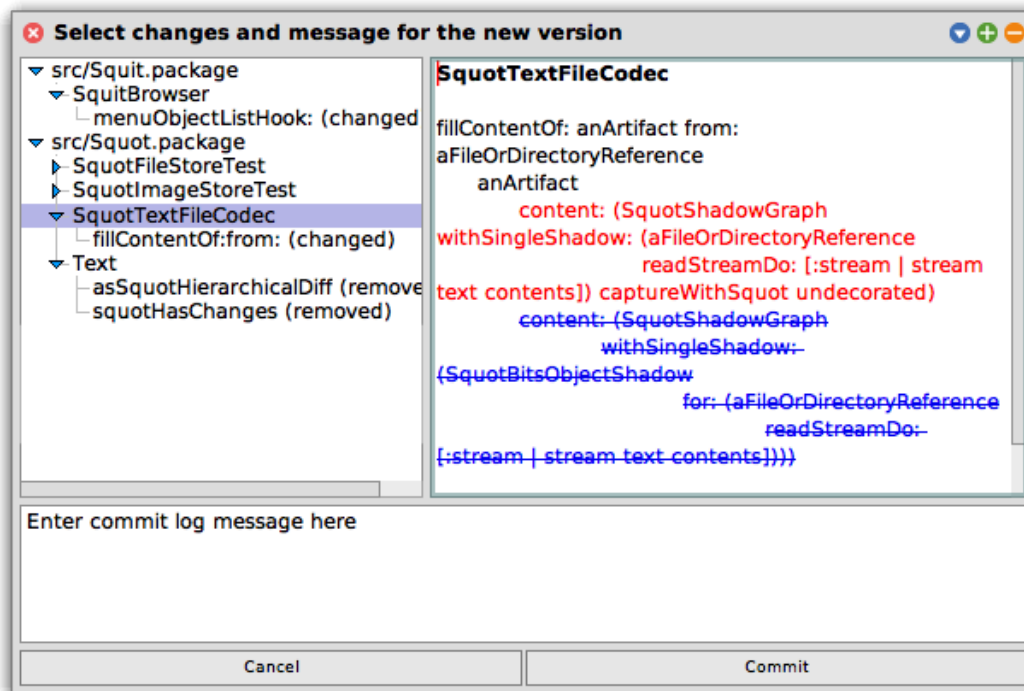 Select changes and message for the new version
src/Squit.package
SquitBrowser
menuObjectListHook: (changed
src/Squot.package
SquotFileStoreTest
SquotImageStoreTest
SquotTextFileCodec
fillContentOf:from: (changed)
Text
asSquotHierarchicalDiff (remove
squotHasChanges (removed)
SquotTextFileCodec
fillContentOf: anArtifact from:
aFileOrDirectoryReference
anArtifact
content: (SquotShadowGraph
withSingleShadow: (aFileOrDirectoryReference
readStreamDo: [:stream | stream
text contents]) captureWithSquot undecorated)
content: (SquotShadowGraph
withSingleShadow:
(SquotBitsObjectShadow
for: (aFileOrDirectoryReference
readStreamDo:
[:stream | stream text contents])))
Enter commit log message here
Cancel
Commit